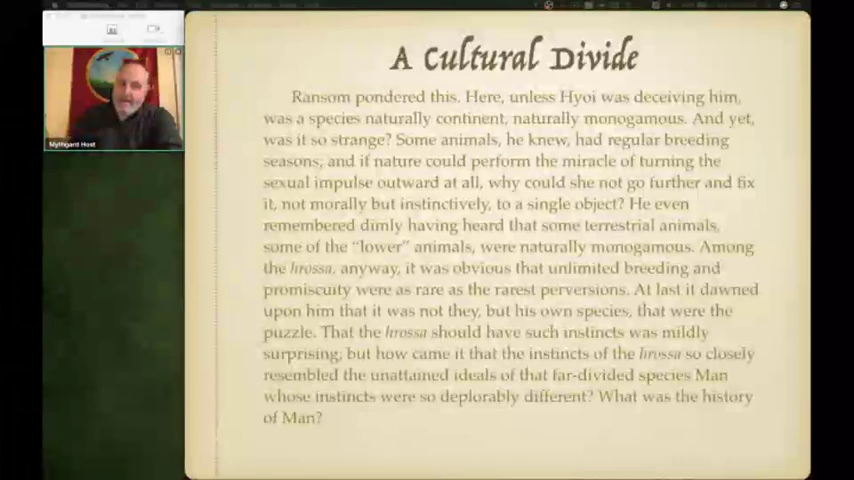 A Cultural Divide
Ransom pondered this. Here, unless Hyoi was deceiving him,
was a species naturally continent, naturally monogamous. And yet,
was it so strange? Some animals, he knew, had regular breeding
seasons; and if nature could perform the miracle of turning the
sexual impulse outward at all, why could she not go further and fix
it, not morally but instinctively, to a single object? He even
remembered dimly having heard that some terrestrial animals,
some of the "lower" animals, were naturally monogamous. Among
the hrossa, anyway, it was obvious that unlimited breeding and
promiscuity were as rare as the rarest perversions. At last it dawned
upon him that it was not they, but his own species, that were the
puzzle. That the hrossa should have such instincts was mildly
surprising; but how came it that the instincts of the hrossa so closely
resembled the unattained ideals of that far-divided species Man
whose instincts were so deplorably different? What was the history
of Man?
Mythgard Host